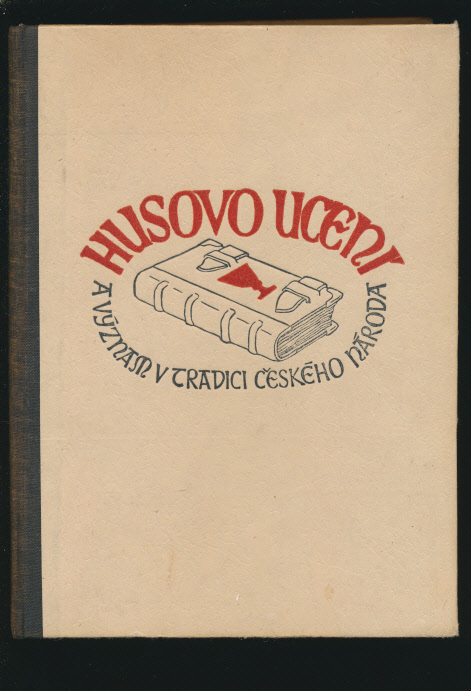 HUSOVO UČENÍ
A VÝZNAM V TRADICI ČESKÉHO NÁRODA